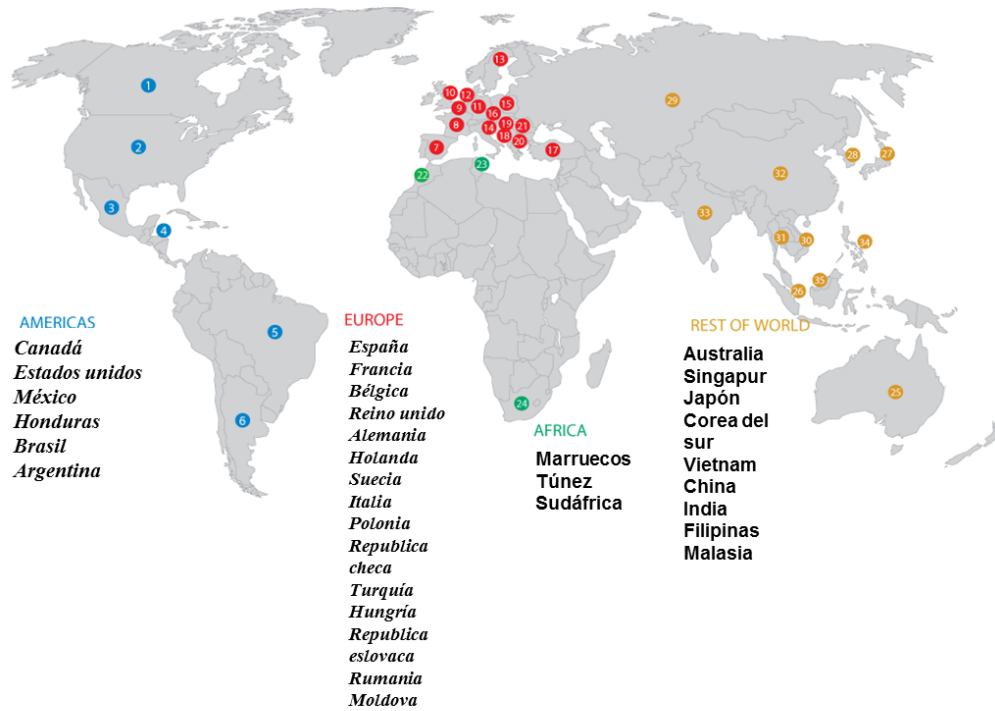 1
2
3
4
5
6
7
8
9
10
11
12
13
14
15
16
17
18
19
20
21
22
23
24
25
26
27
28
29
30
31
32
33
34
35
AMERICAS
Canadá
Estados unidos
México
Honduras
Brasil
Argentina
EUROPE
España
Francia
Bélgica
Reino unido
Alemania
Holanda
Suecia
Italia
Polonia
Republica
checa
Turquía
Hungría
Republica
eslovaca
Rumania
Moldova
AFRICA
Marruecos
Túnez
Sudáfrica
REST OF WORLD
Australia
Singapur
Japón
Corea del
sur
Vietnam
China
India
Filipinas
Malasia